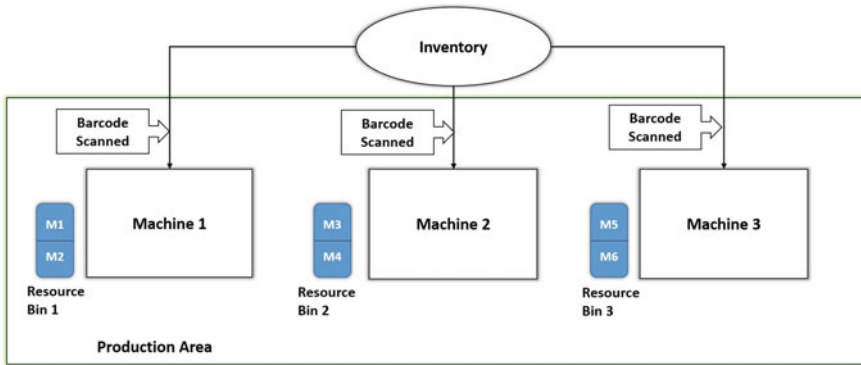 Inventory
Barcode
Scanned
Barcode
Scanned
Barcode
Scanned
Machine 1
Machine 2
Machine 3
M1
M2
M3
M4
M5
M6
Resource
Bin 1
Resource
Bin 2
Resource
Bin 3
Production Area